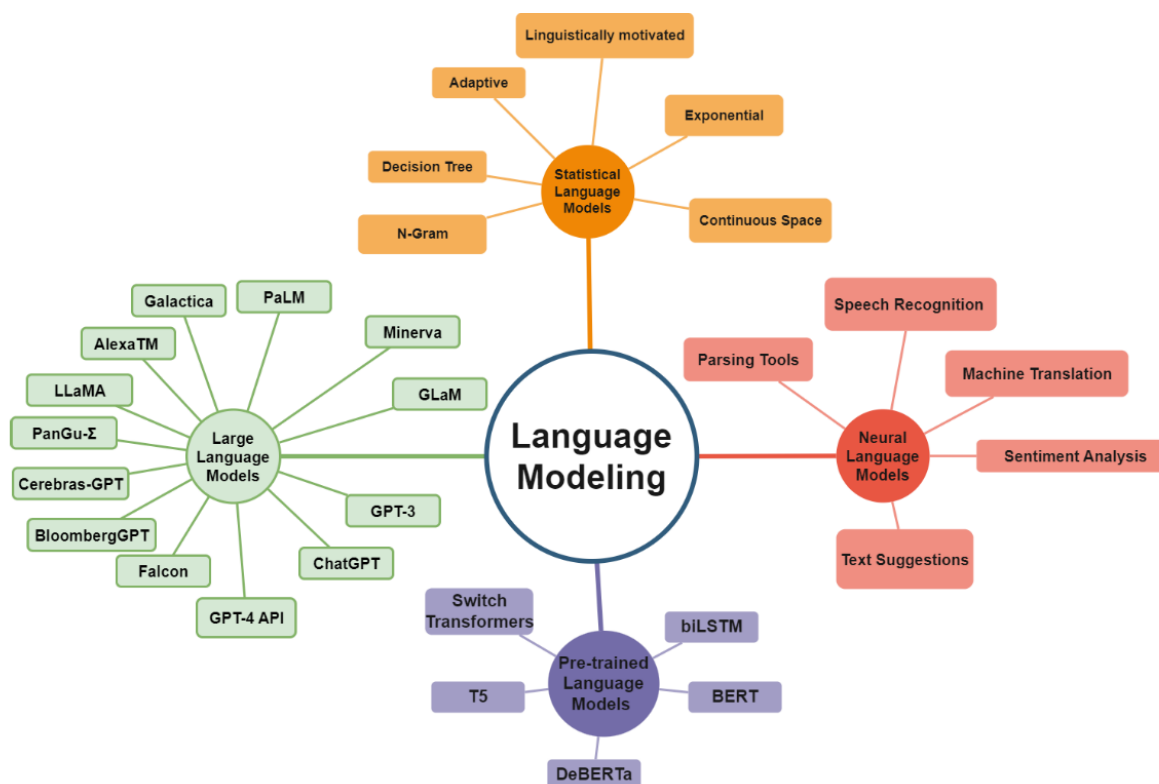 Linguistically motivated
Adaptive
Exponential
Decision Tree
Statistical
Language
Models
N-Gram
Continuous Space
Galactica
PaLM
Minerva
AlexaTM
LLaMA
GLaM
PanGu-Σ
Large
Language
Models
Cerebras-GPT
GPT-3
BloombergGPT
ChatGPT
Falcon
GPT-4 API
Language
Modeling
Speech Recognition
Parsing Tools
Machine Translation
Neural
Language
Models
Sentiment Analysis
Text Suggestions
Switch
Transformers
biLSTM
Pre-trained
Language
Models
T5
BERT
DeBERTa